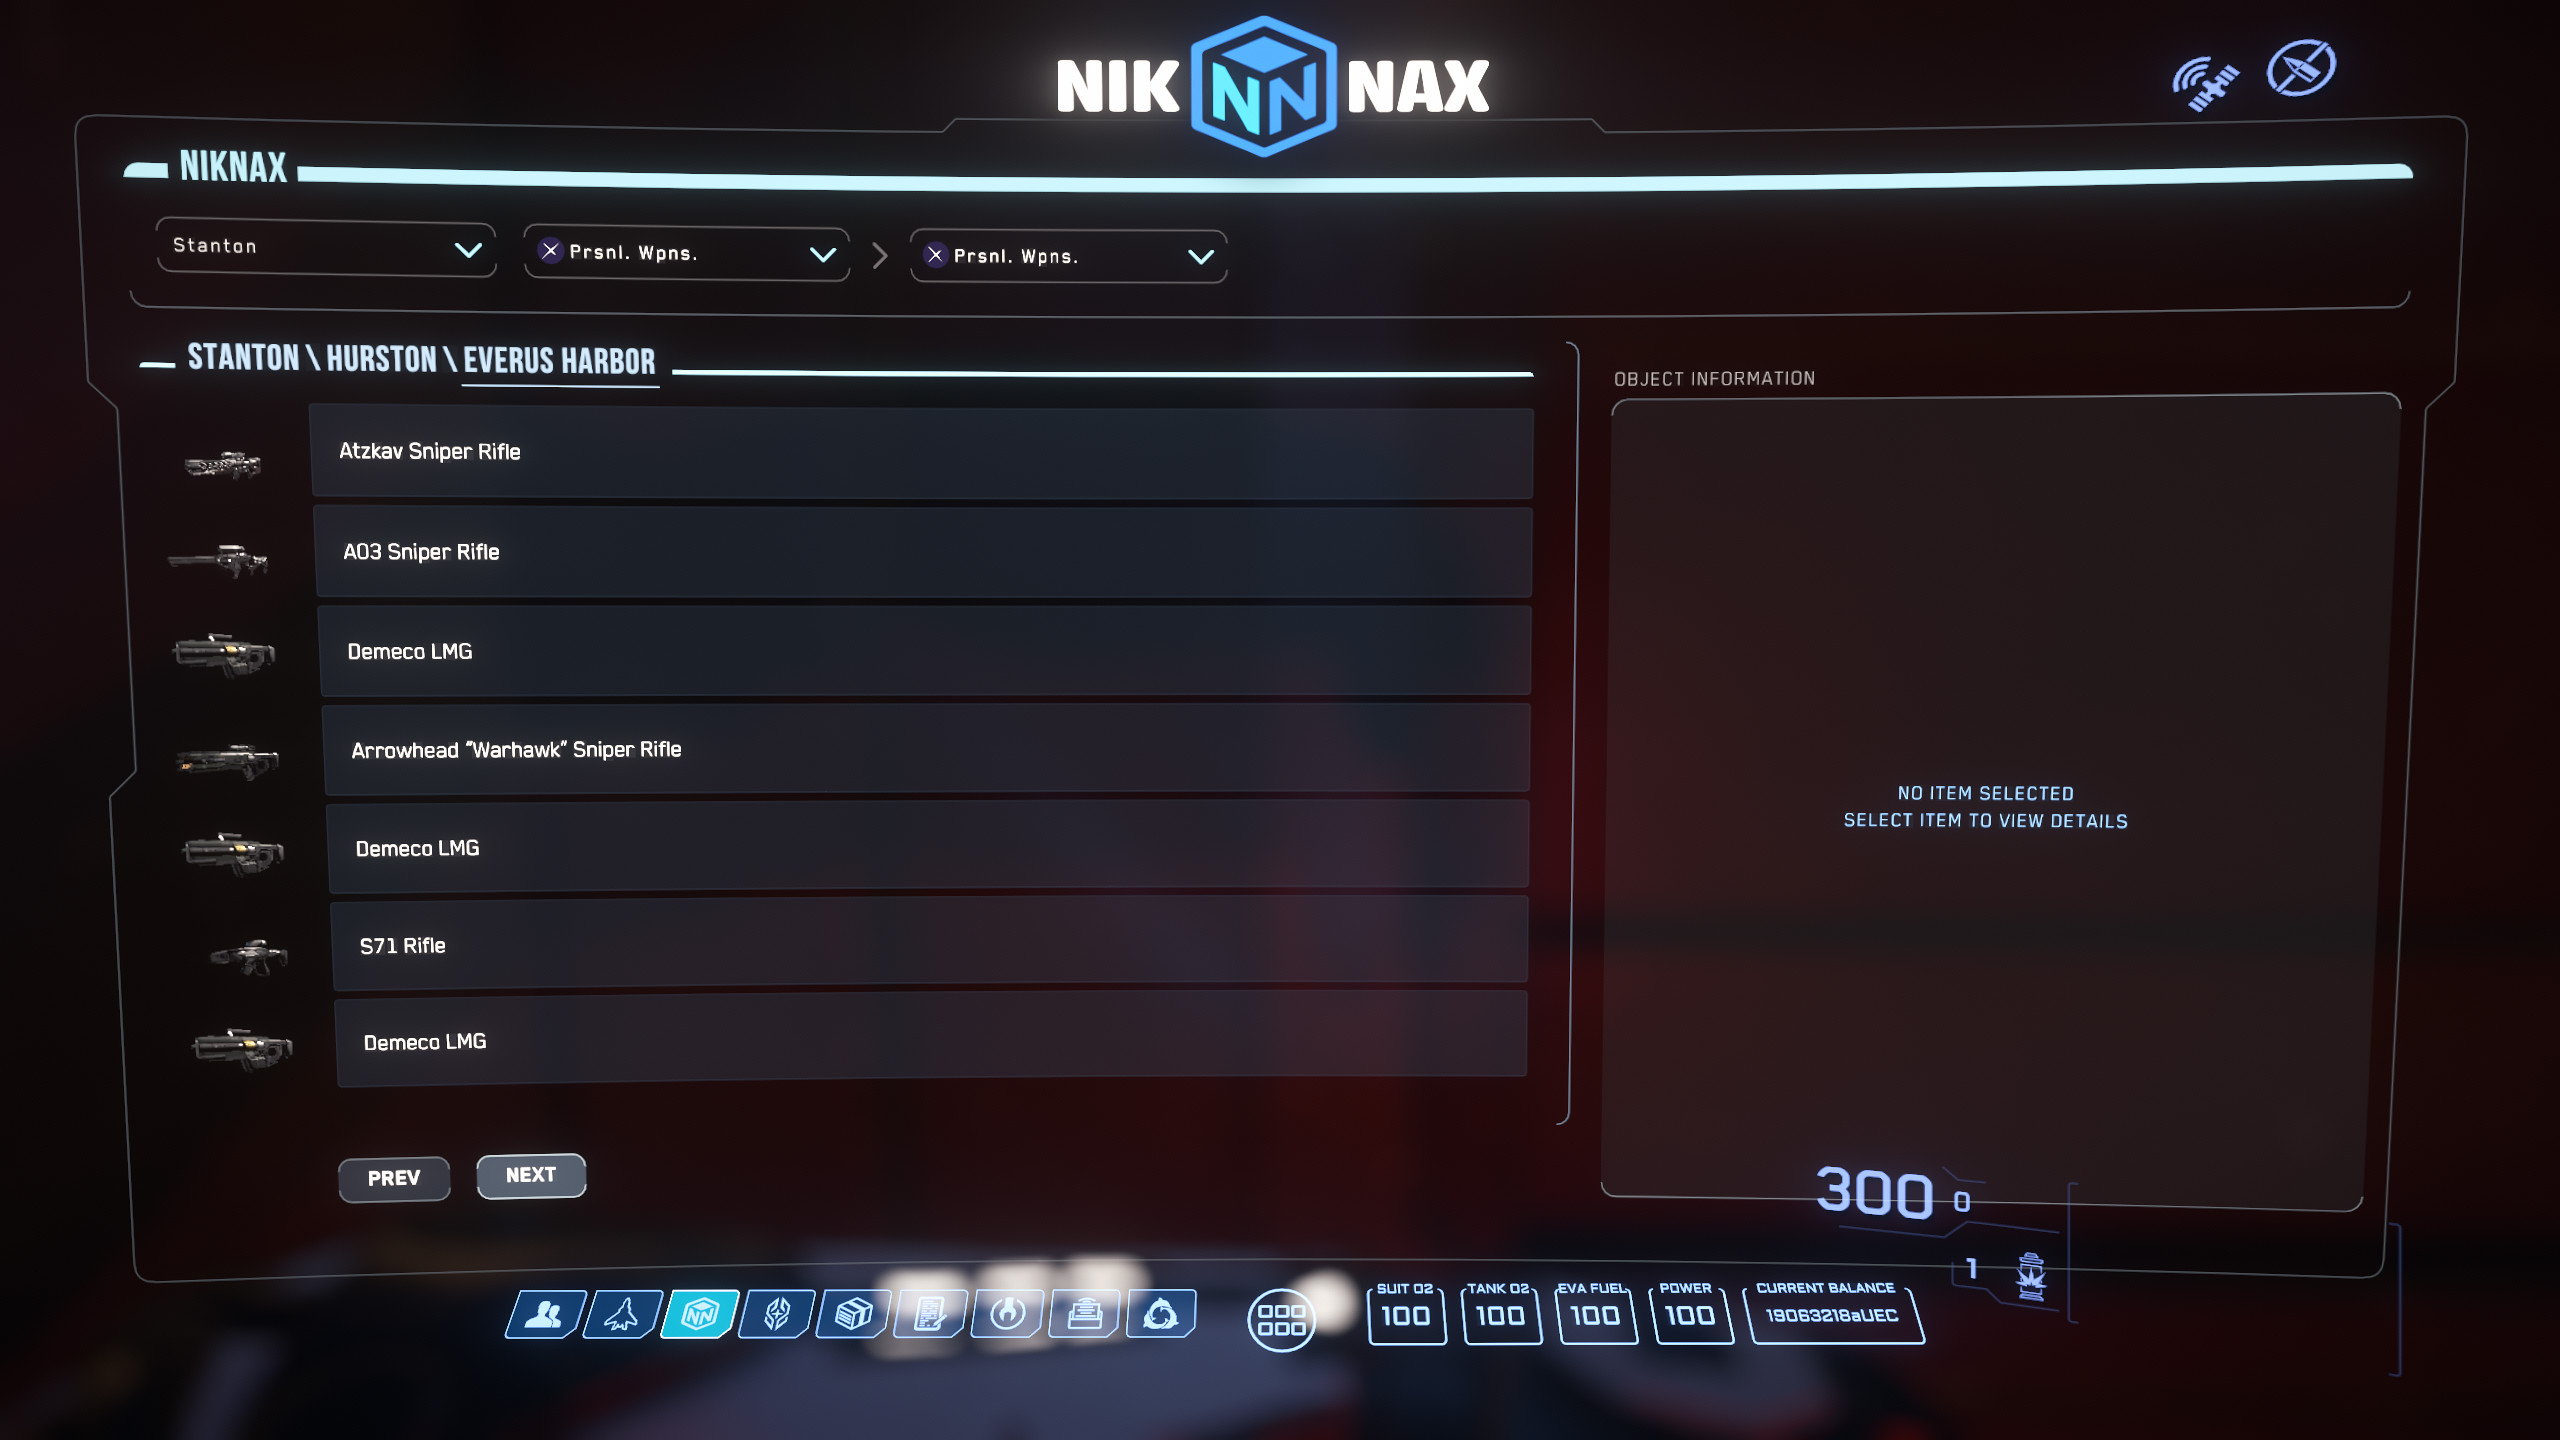 NIK NN NAX
NIKNAX
Stanton
Prsnl. Wpns.
Prsnl. Wpns.
STANTON \ HURSTON \ EVERUS HARBOR
Atzkav Sniper Rifle
A03 Sniper Rifle
Demeco LMG
Arrowhead "Warhawk" Sniper Rifle
Demeco LMG
S71 Rifle
Demeco LMG
PREV
NEXT
OBJECT INFORMATION
NO ITEM SELECTED
SELECT ITEM TO VIEW DETAILS
300 0
1
NN
SUIT O2
100
TANK O2
100
EVA FUEL
100
POWER
100
CURRENT BALANCE
19063218aUEC